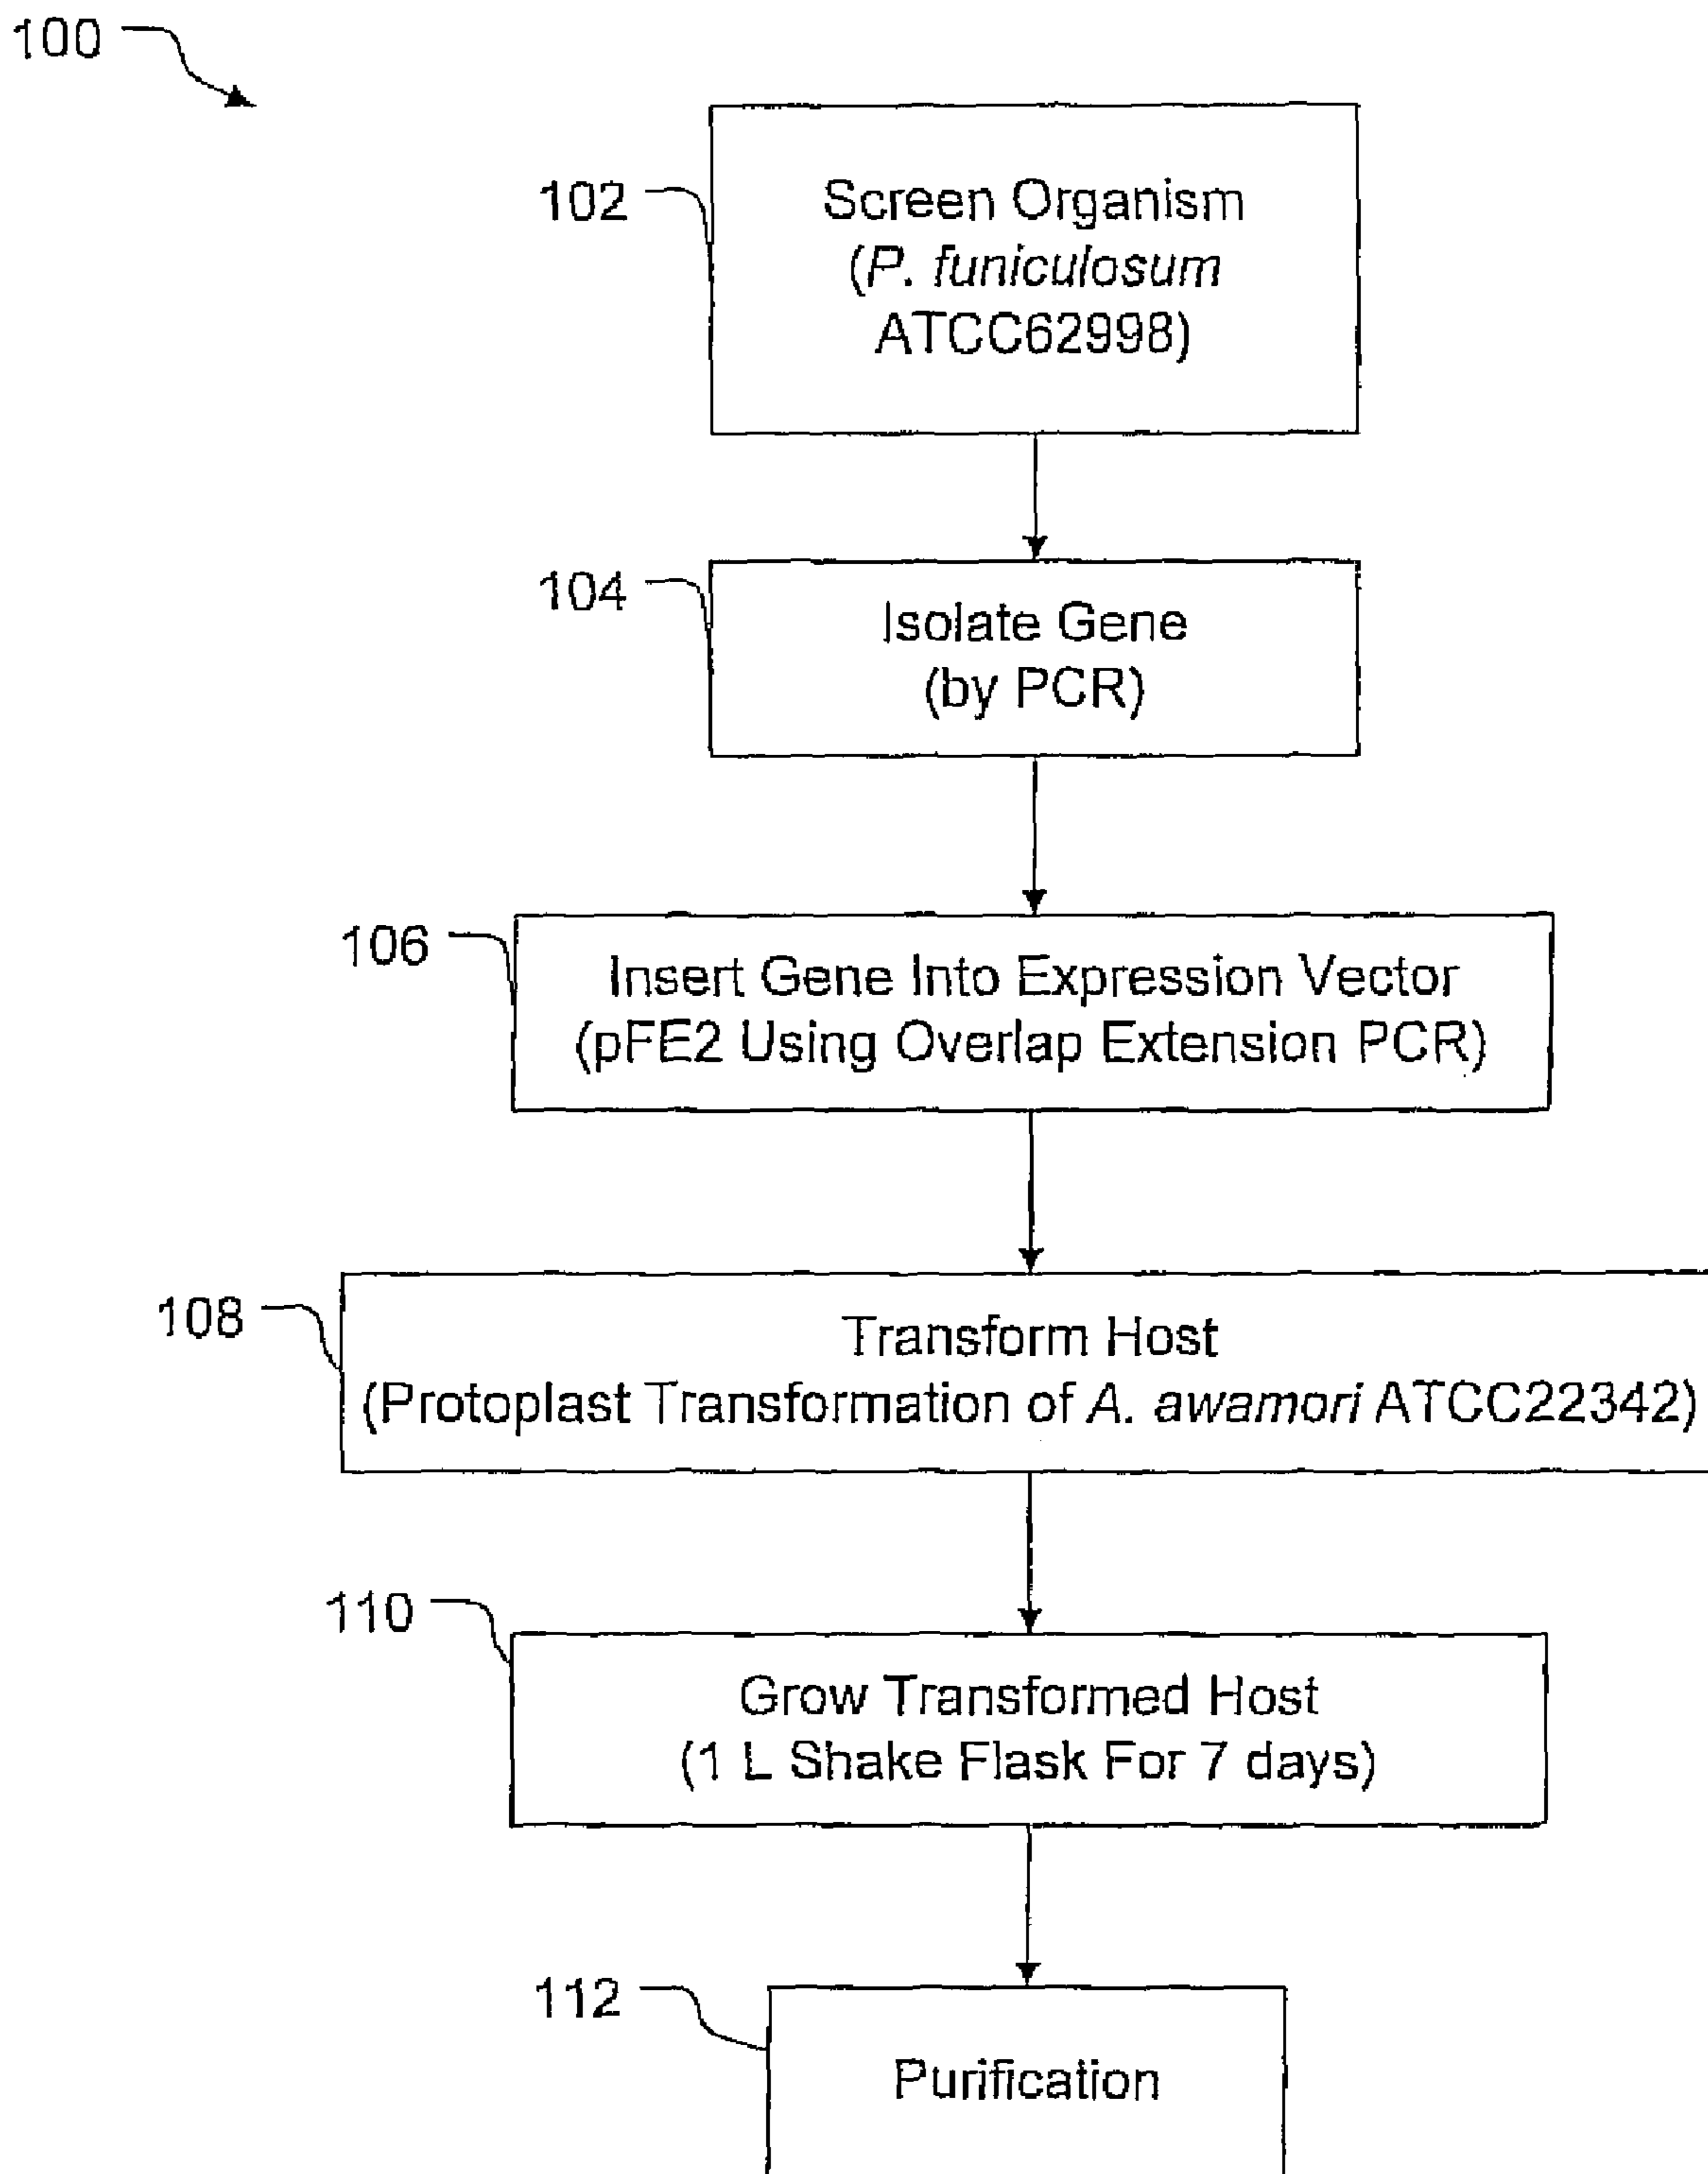 100
102
Screen Organism
(P. funiculosum
ATCC62998)
104
Isolate Gene
(by PCR)
106
Insert Gene Into Expression Vector
(pFE2 Using Overlap Extension PCR)
108
Transform Host
(Protoplast Transformation of A. awamori ATCC22342)
110
Grow Transformed Host
(1 L Shake Flask For 7 days)
112
Purification